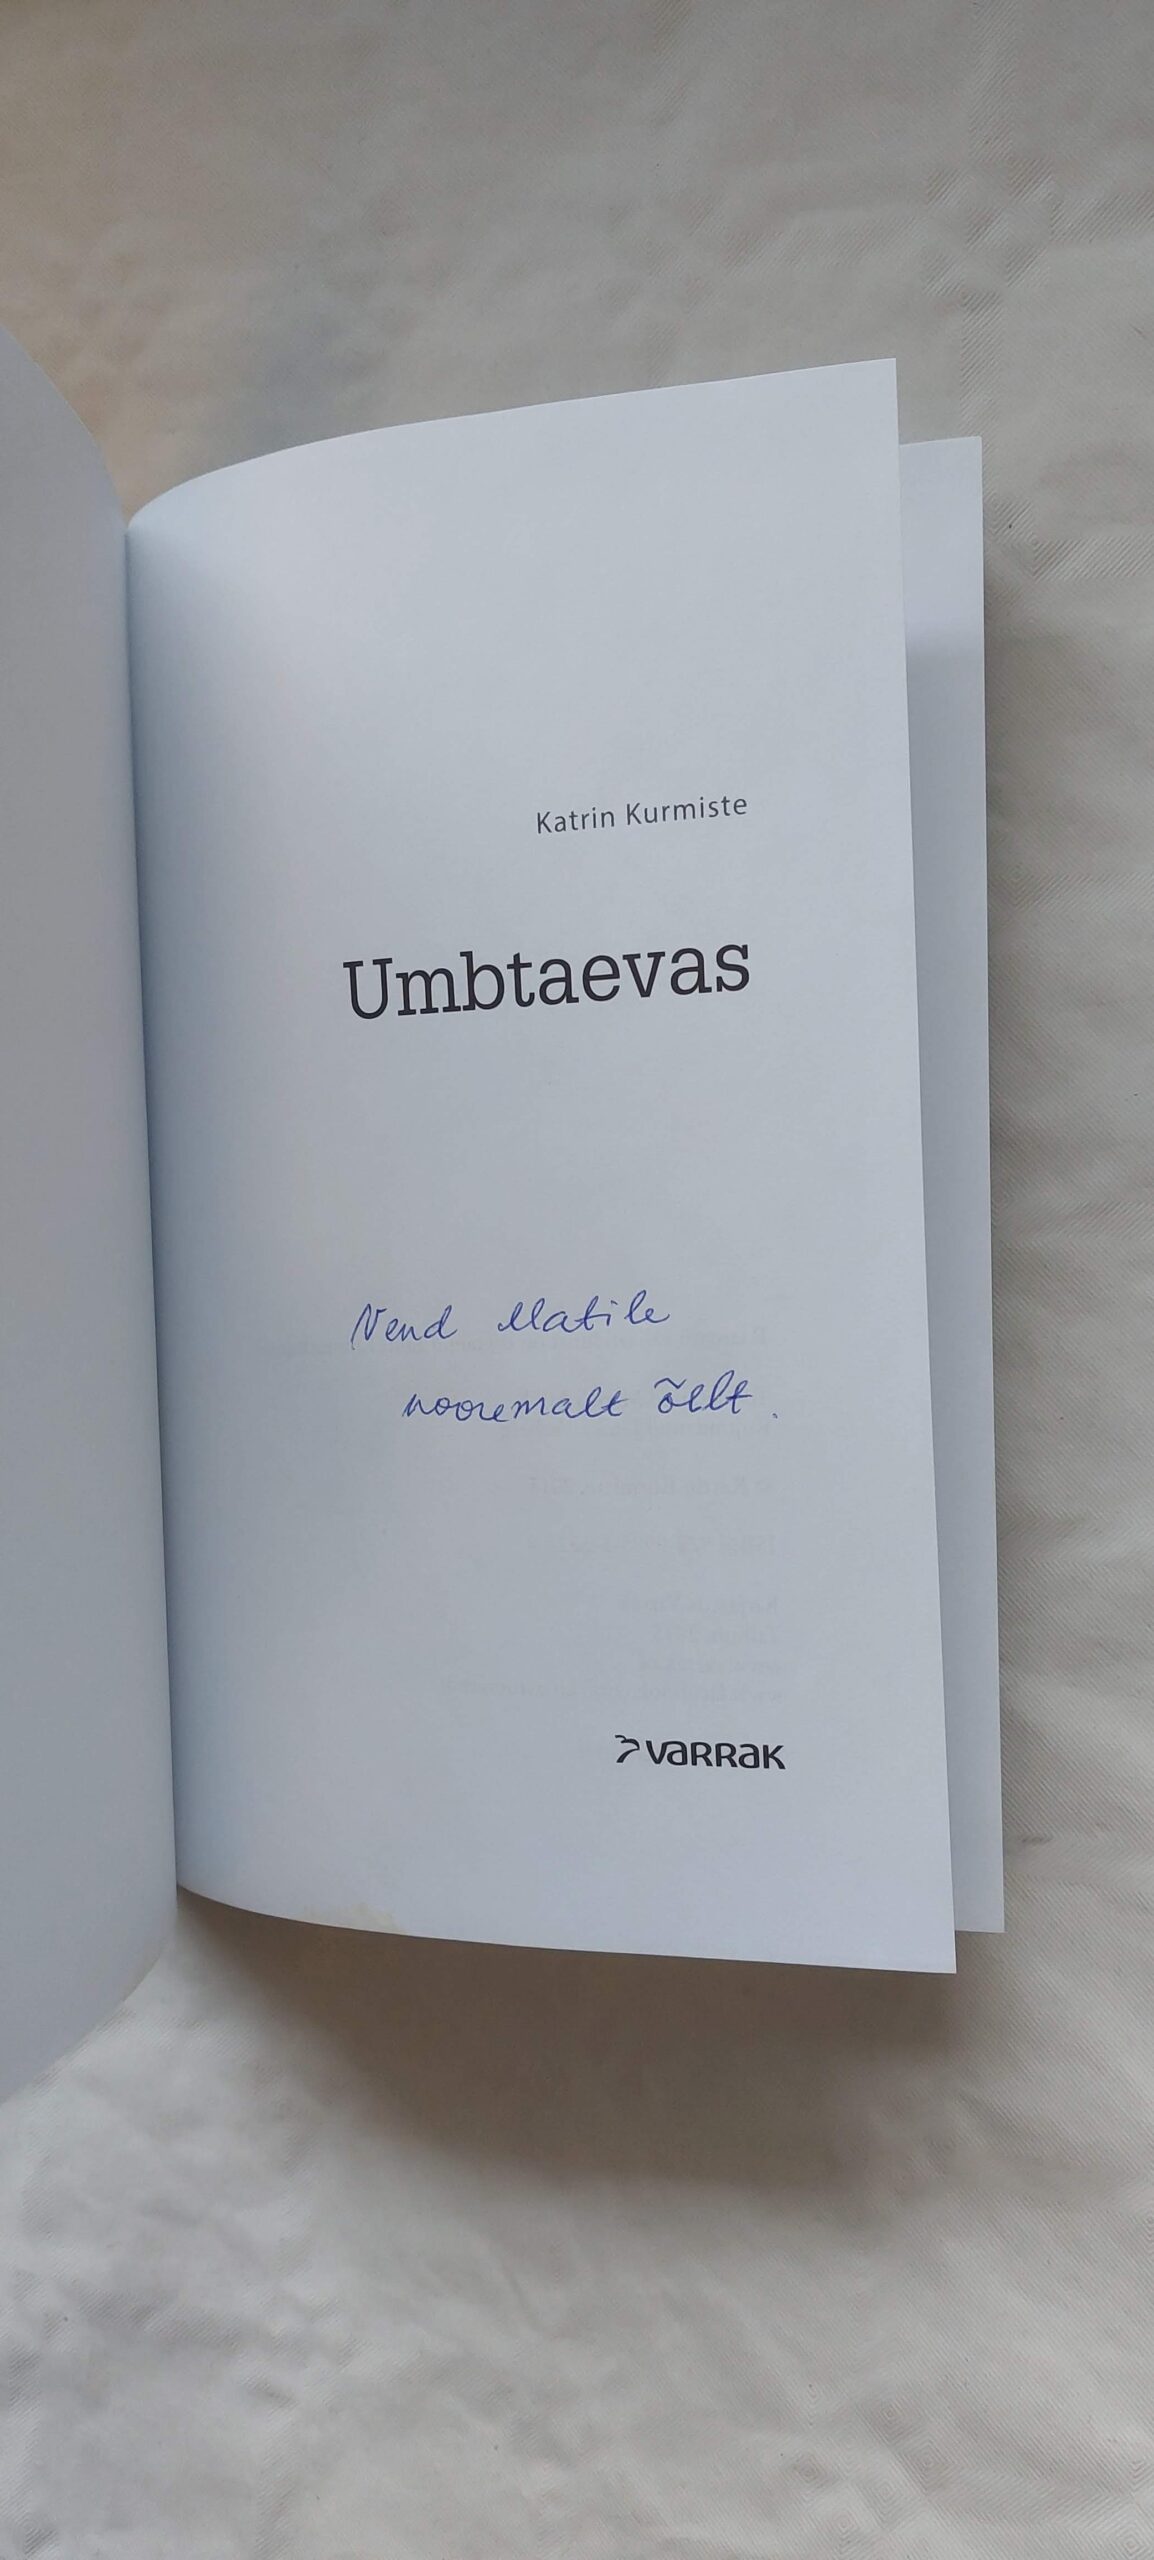 Katrin Kurmiste
Umbtaevas
Vend Matile
nooremalt õelt.
VARRAK